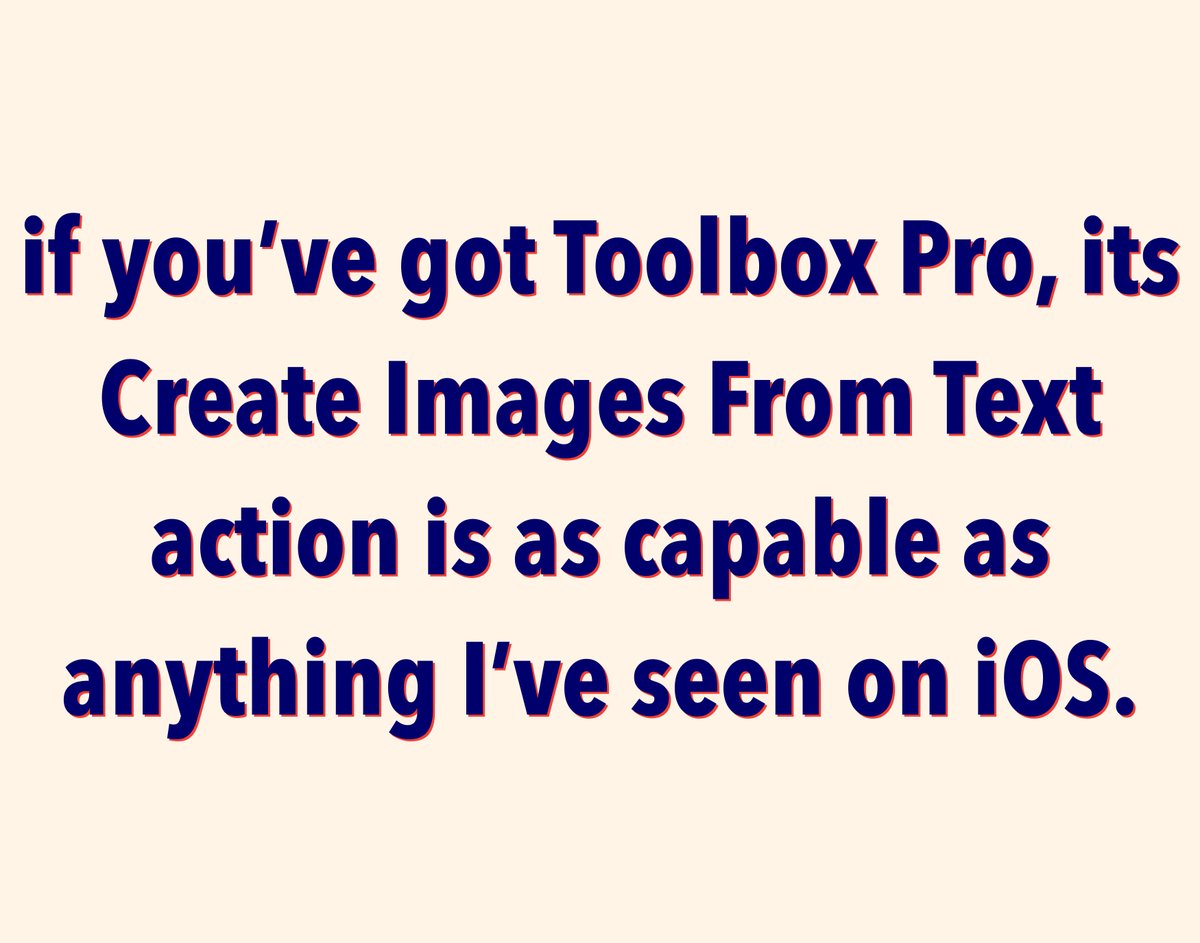 if you’ve got Toolbox Pro, its
Create Images From Text
action is as capable as
anything I’ve seen on iOS.